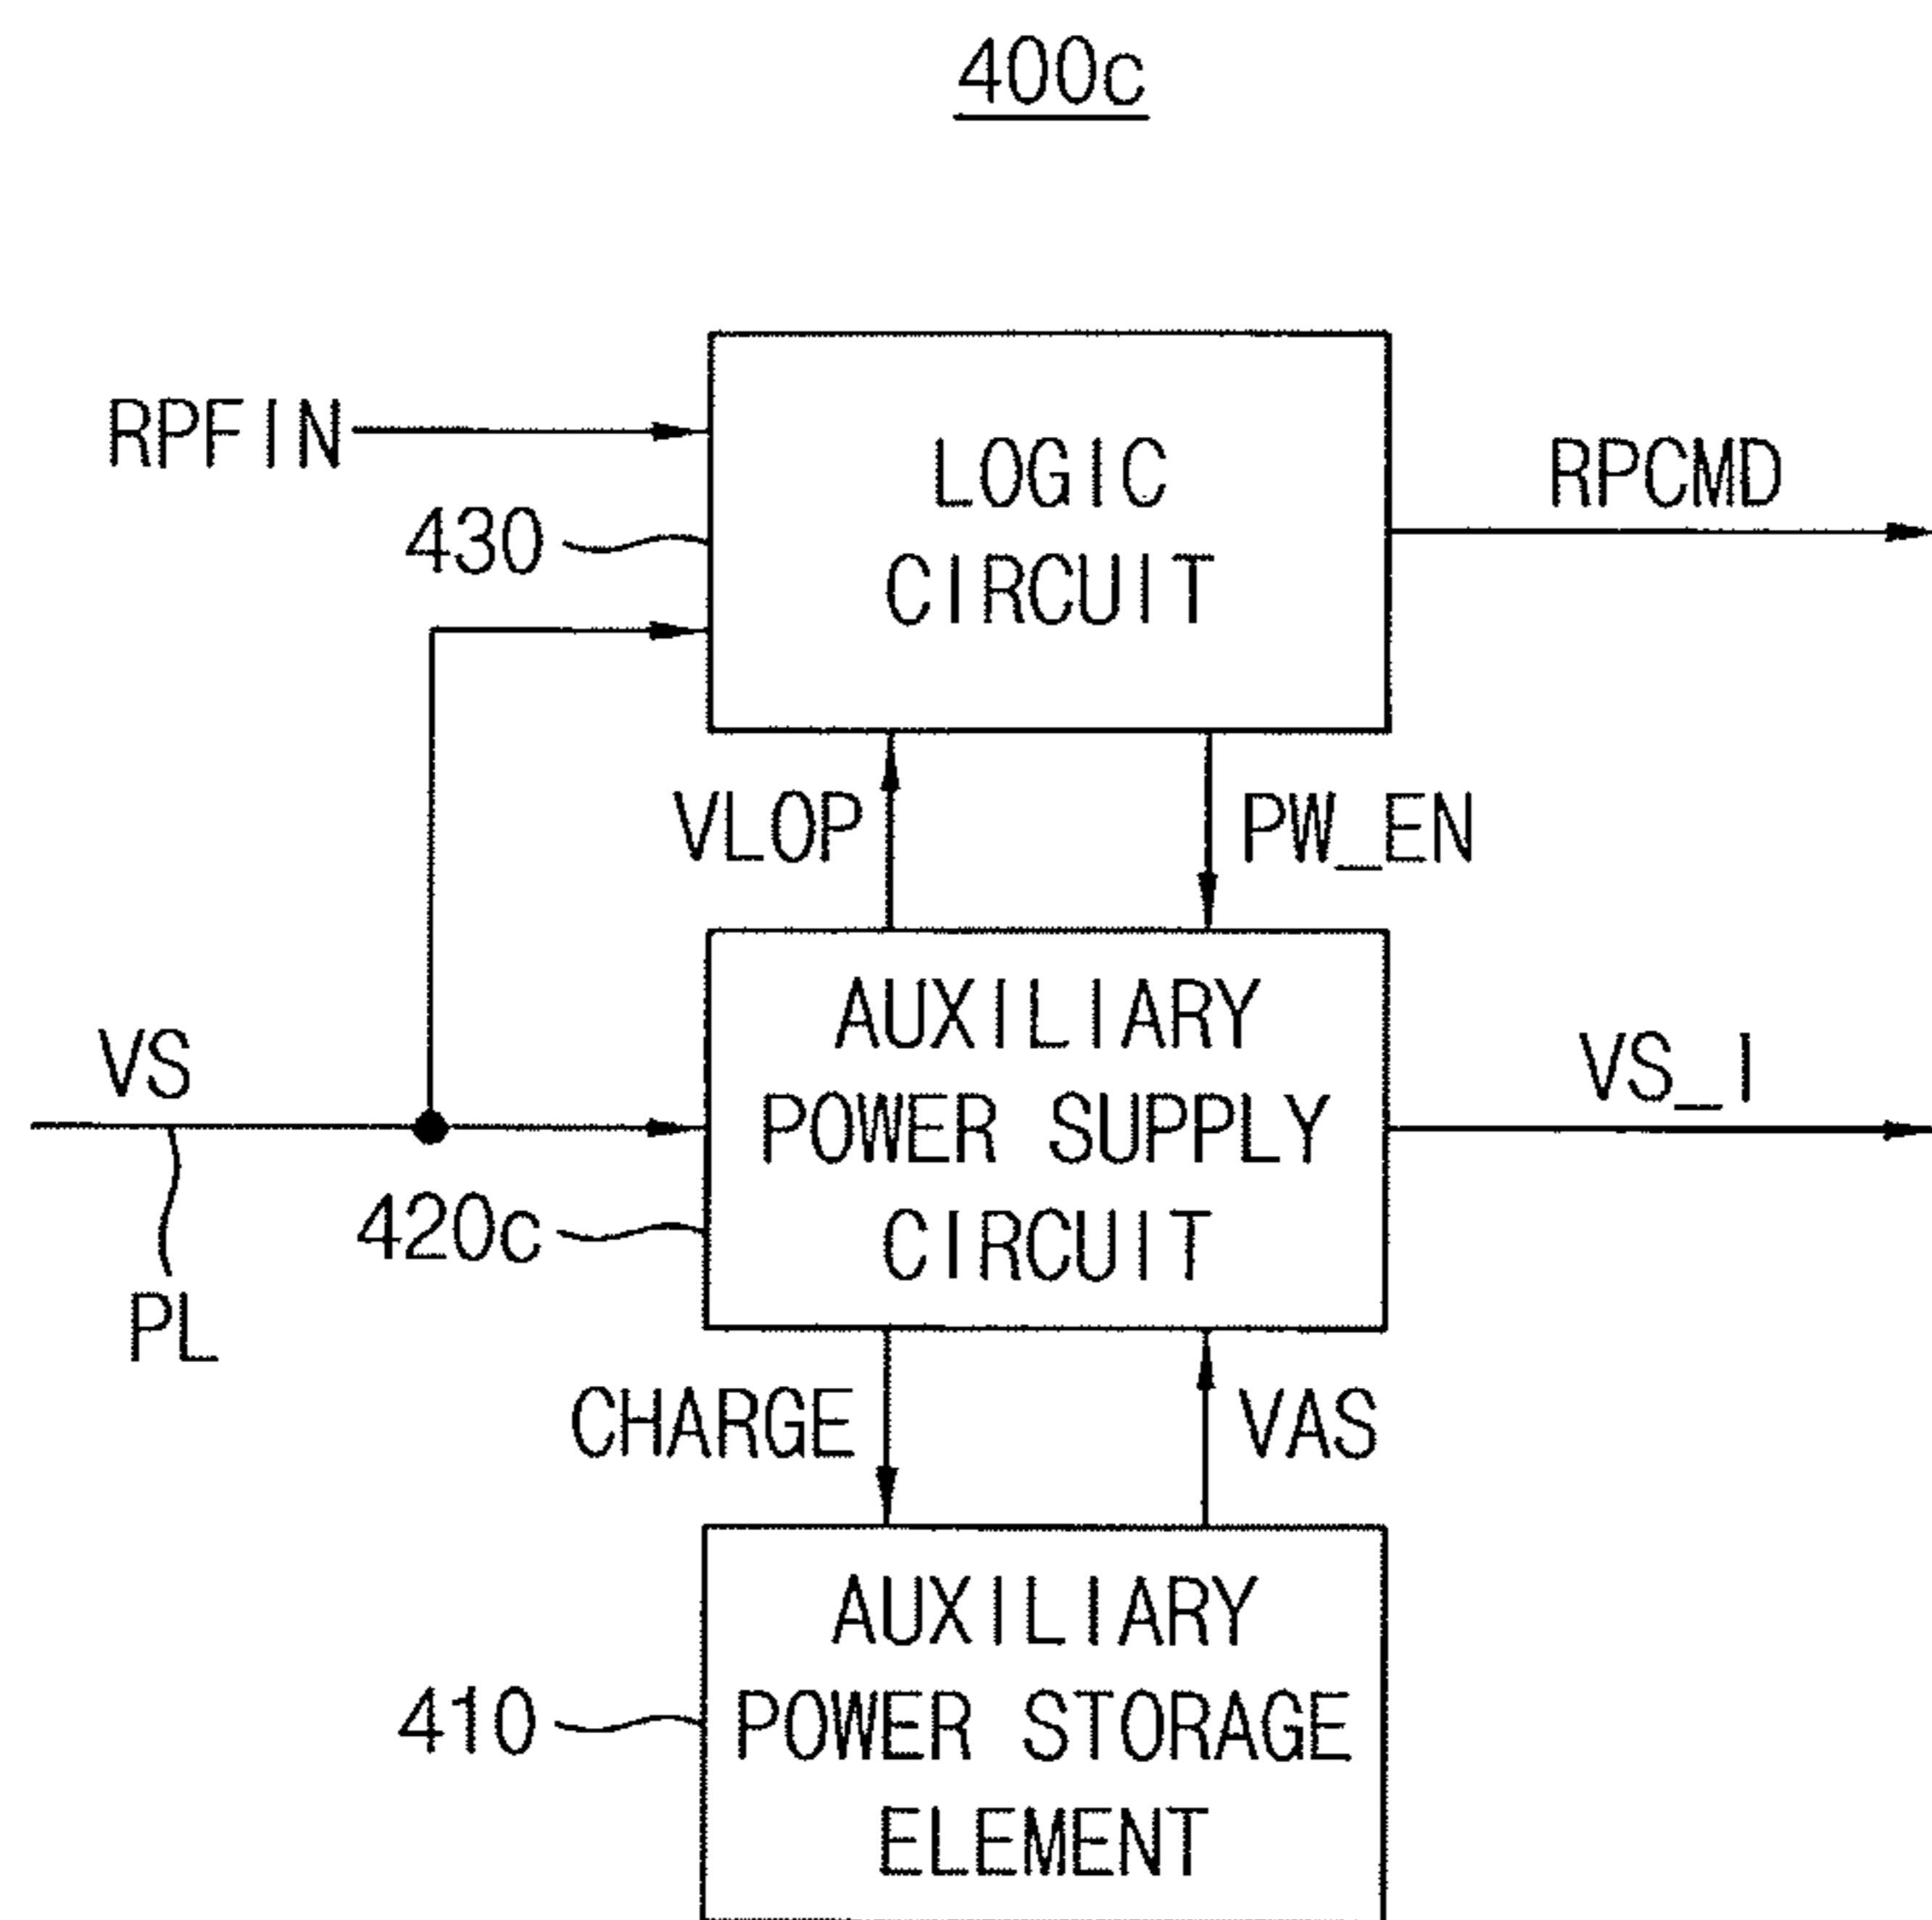 400c
RPFIN
430
LOGIC
CIRCUIT
RPCMD
VLOP
PW_EN
VS
PL
420c
AUXILIARY
POWER SUPPLY
CIRCUIT
VS_I
CHARGE
VAS
410
AUXILIARY
POWER STORAGE
ELEMENT